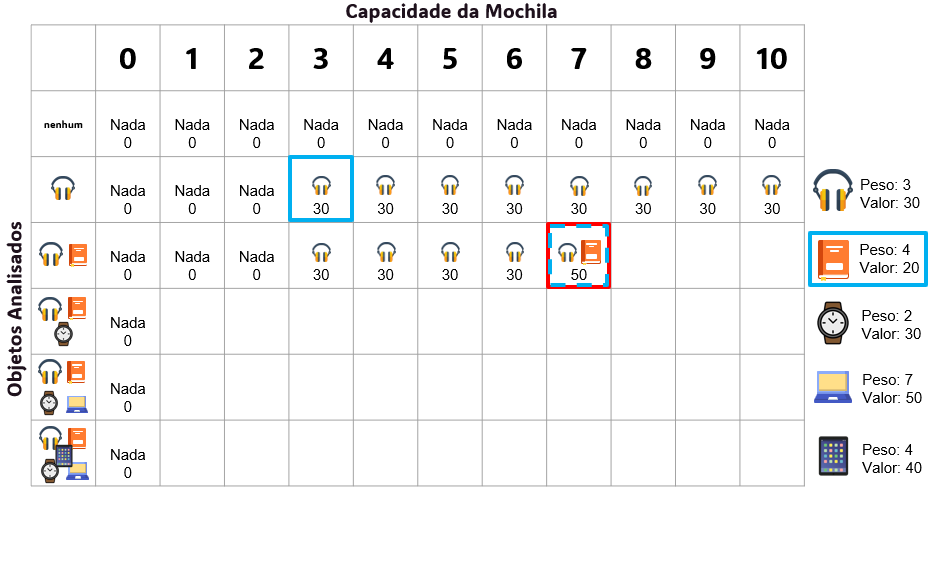 Capacidade da Mochila
0 1 2 3 4 5 6 7 8 9 10
nenhum
Nada Nada Nada Nada Nada Nada Nada Nada Nada Nada Nada
0 0 0 0 0 0 0 0 0 0 0
Nada Nada Nada
0 0 0 30 30 30 30 30 30 30 30
Nada Nada Nada
0 0 0 30 30 30 30 50
Nada
0
Nada
0
Nada
0
Objetos Analisados
Peso: 3
Valor: 30
Peso: 4
Valor: 20
Peso: 2
Valor: 30
Peso: 7
Valor: 50
Peso: 4
Valor: 40